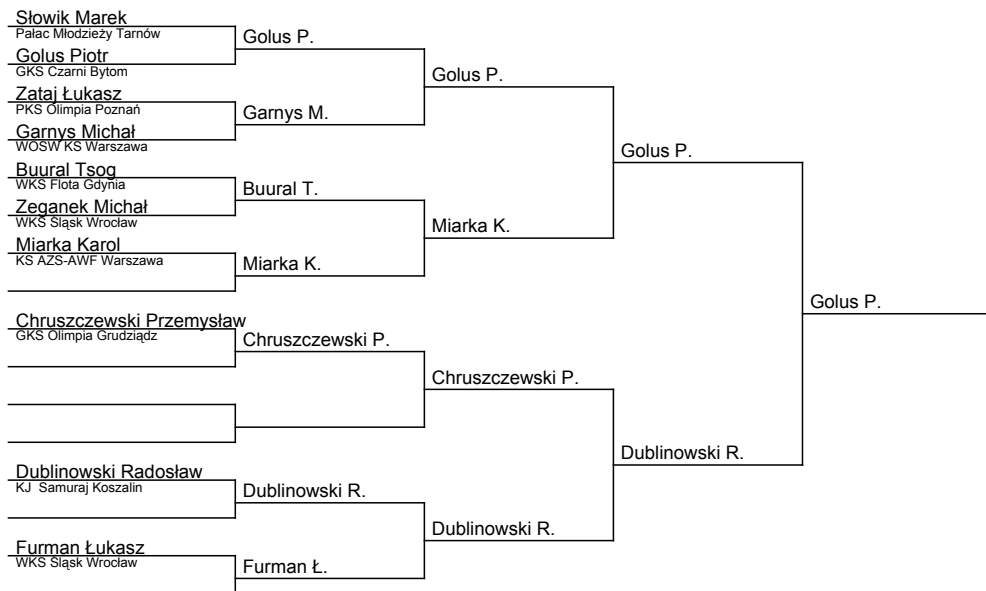 Słowik Marek
Pałac Młodzieży Tarnów
Golus P.
Golus Piotr
GKS Czarni Bytom
Golus P.
Zataj Łukasz
PKS Olimpia Poznań
Garnys M.
Garnys Michał
WOSW KS Warszawa
Golus P.
Buural Tsog
WKS Flota Gdynia
Buural T.
Zeganek Michał
WKS Śląsk Wrocław
Miarka K.
Miarka Karol
KS AZS-AWF Warszawa
Miarka K.
Golus P.
Chruszczewski Przemysław
GKS Olimpia Grudziądz
Chruszczewski P.
Chruszczewski P.
Dublinowski R.
Dublinowski Radosław
KJ  Samuraj Koszalin
Dublinowski R.
Dublinowski R.
Furman Łukasz
WKS Śląsk Wrocław
Furman Ł.